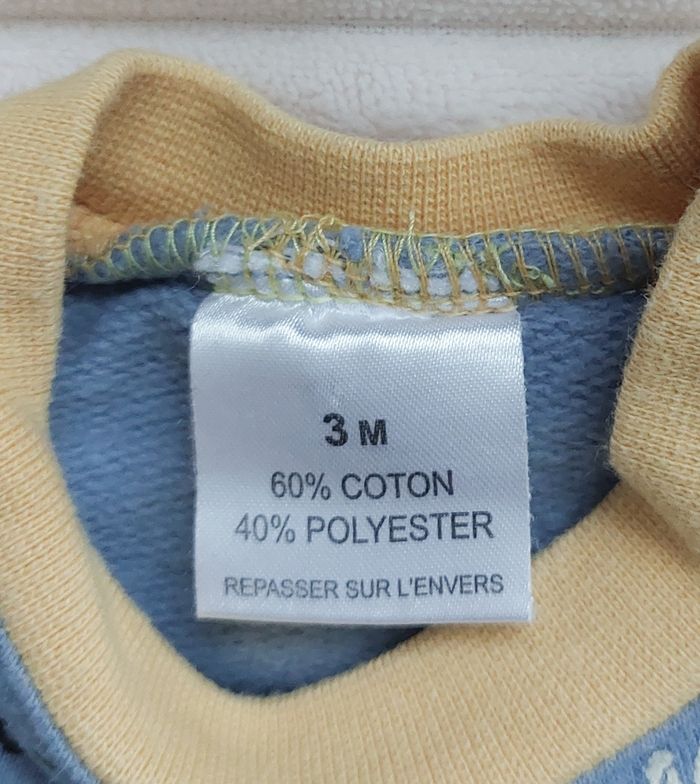 3 M
60% COTON
40% POLYESTER
REPASSER SUR L'ENVERS